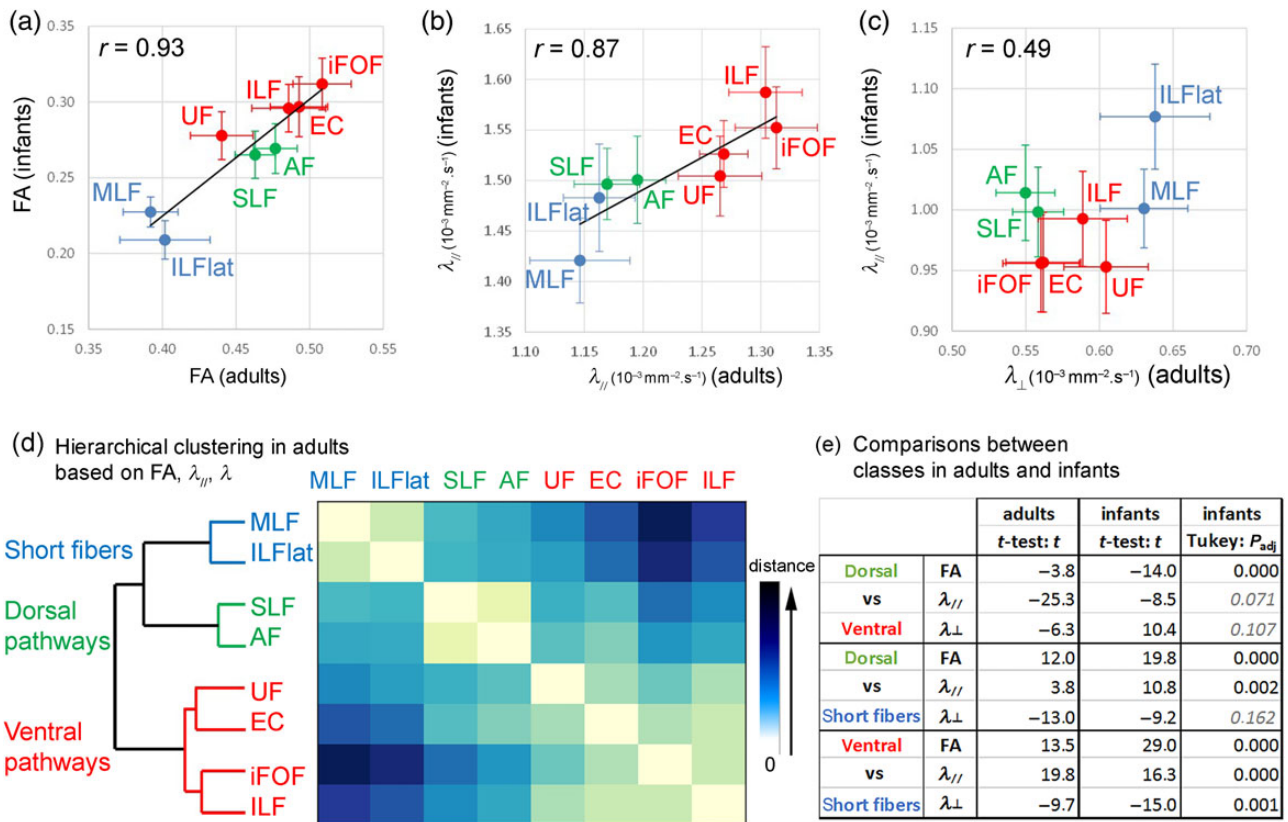 (a)
r = 0.93
FA (infants)
0.35
0.30
0.25
0.20
0.15
0.35 0.40 0.45 0.50 0.55
FA (adults)
iFOF
ILF
EC
UF
AF
SLF
MLF
ILFlat
(b)
r = 0.87
λ// (10⁻³ mm⁻².s⁻¹) (infants)
1.65
1.60
1.55
1.50
1.45
1.40
1.35
1.10 1.15 1.20 1.25 1.30 1.35
λ// (10⁻³ mm⁻².s⁻¹) (adults)
ILF
EC
iFOF
SLF
UF
AF
ILFlat
MLF
(c)
r = 0.49
λ// (10⁻³ mm⁻².s⁻¹) (infants)
1.10
1.05
1.00
0.95
0.90
0.50 0.55 0.60 0.65 0.70
λ⊥ (10⁻³ mm⁻².s⁻¹) (adults)
ILFlat
AF
ILF
MLF
SLF
iFOF
EC
UF
(d) Hierarchical clustering in adults
based on FA, λ//, λ
MLF ILFlat SLF AF UF EC iFOF ILF
Short fibers
MLF
ILFlat
Dorsal
pathways
SLF
AF
Ventral
pathways
UF
EC
iFOF
ILF
distance
0
(e) Comparisons between
classes in adults and infants
adults infants infants
t-test: t t-test: t Tukey: Padj
Dorsal FA −3.8 −14.0 0.000
vs λ// −25.3 −8.5 0.071
Ventral λ⊥ −6.3 10.4 0.107
Dorsal FA 12.0 19.8 0.000
vs λ// 3.8 10.8 0.002
Short fibers λ⊥ −13.0 −9.2 0.162
Ventral FA 13.5 29.0 0.000
vs λ// 19.8 16.3 0.000
Short fibers λ⊥ −9.7 −15.0 0.001